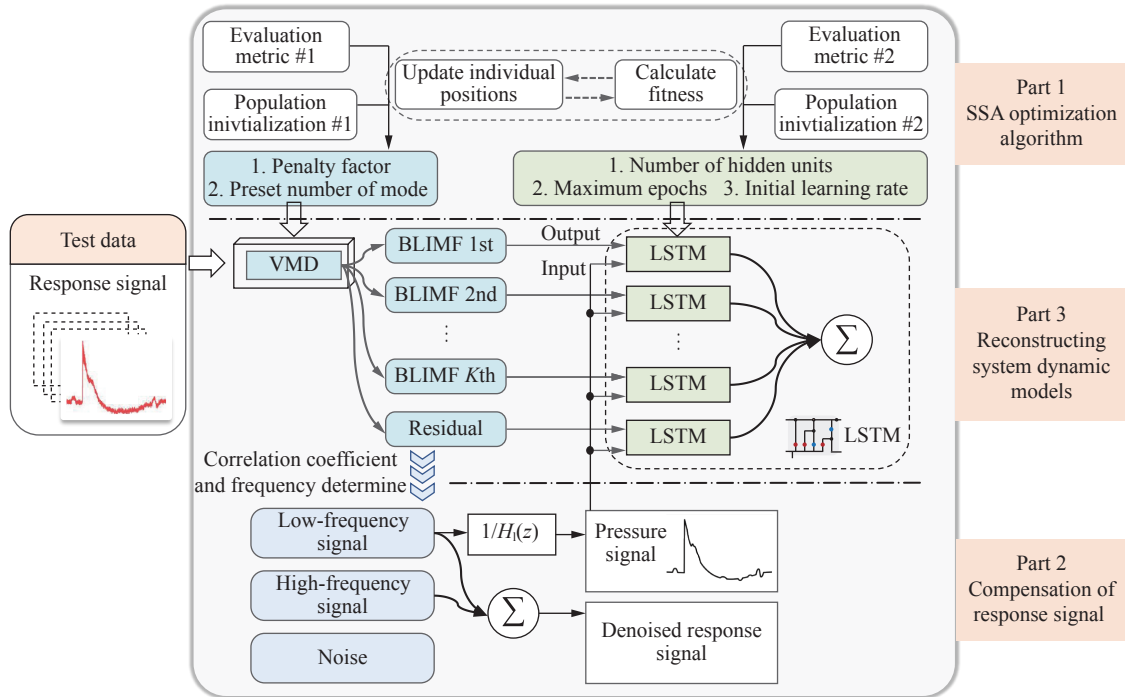 Evaluation
metric #1
Population
inivtialization #1
Update individual
positions
Calculate
fitness
Evaluation
metric #2
Population
inivtialization #2
Part 1
SSA optimization
algorithm
1. Penalty factor
2. Preset number of mode
1. Number of hidden units
2. Maximum epochs 3. Initial learning rate
Test data
Response signal
VMD
BLIMF 1st
BLIMF 2nd
⋮
BLIMF Kth
Residual
Output
Input
LSTM
LSTM
⋮
LSTM
LSTM
Σ
LSTM
Part 3
Reconstructing
system dynamic
models
Correlation coefficient
and frequency determine
Low-frequency
signal
High-frequency
signal
Noise
1/H₁(z)
Σ
Pressure
signal
Denoised response
signal
Part 2
Compensation of
response signal